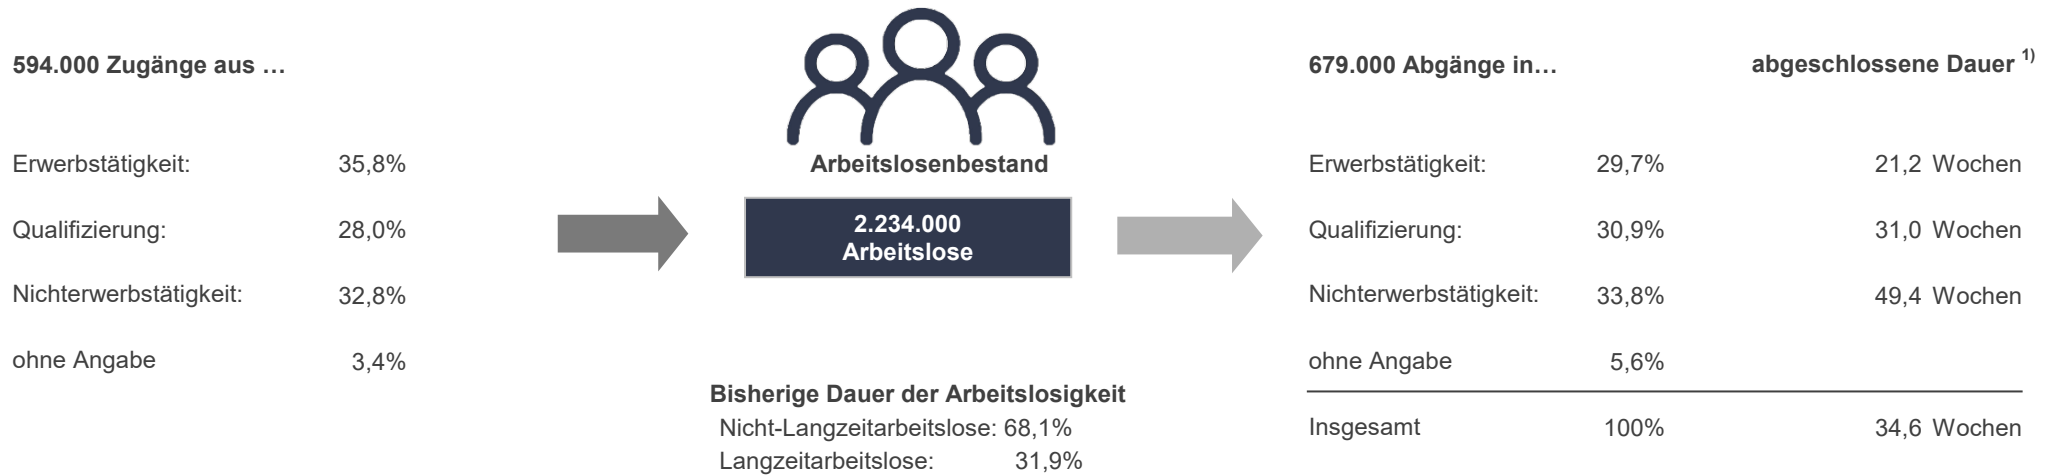 594.000 Zugänge aus …
Erwerbstätigkeit: 35,8%
Qualifizierung: 28,0%
Nichterwerbstätigkeit: 32,8%
ohne Angabe 3,4%
Arbeitslosenbestand
2.234.000
Arbeitslose
Bisherige Dauer der Arbeitslosigkeit
Nicht-Langzeitarbeitslose: 68,1%
Langzeitarbeitslose: 31,9%
679.000 Abgänge in… abgeschlossene Dauer 1)
Erwerbstätigkeit: 29,7% 21,2 Wochen
Qualifizierung: 30,9% 31,0 Wochen
Nichterwerbstätigkeit: 33,8% 49,4 Wochen
ohne Angabe 5,6%
Insgesamt 100% 34,6 Wochen